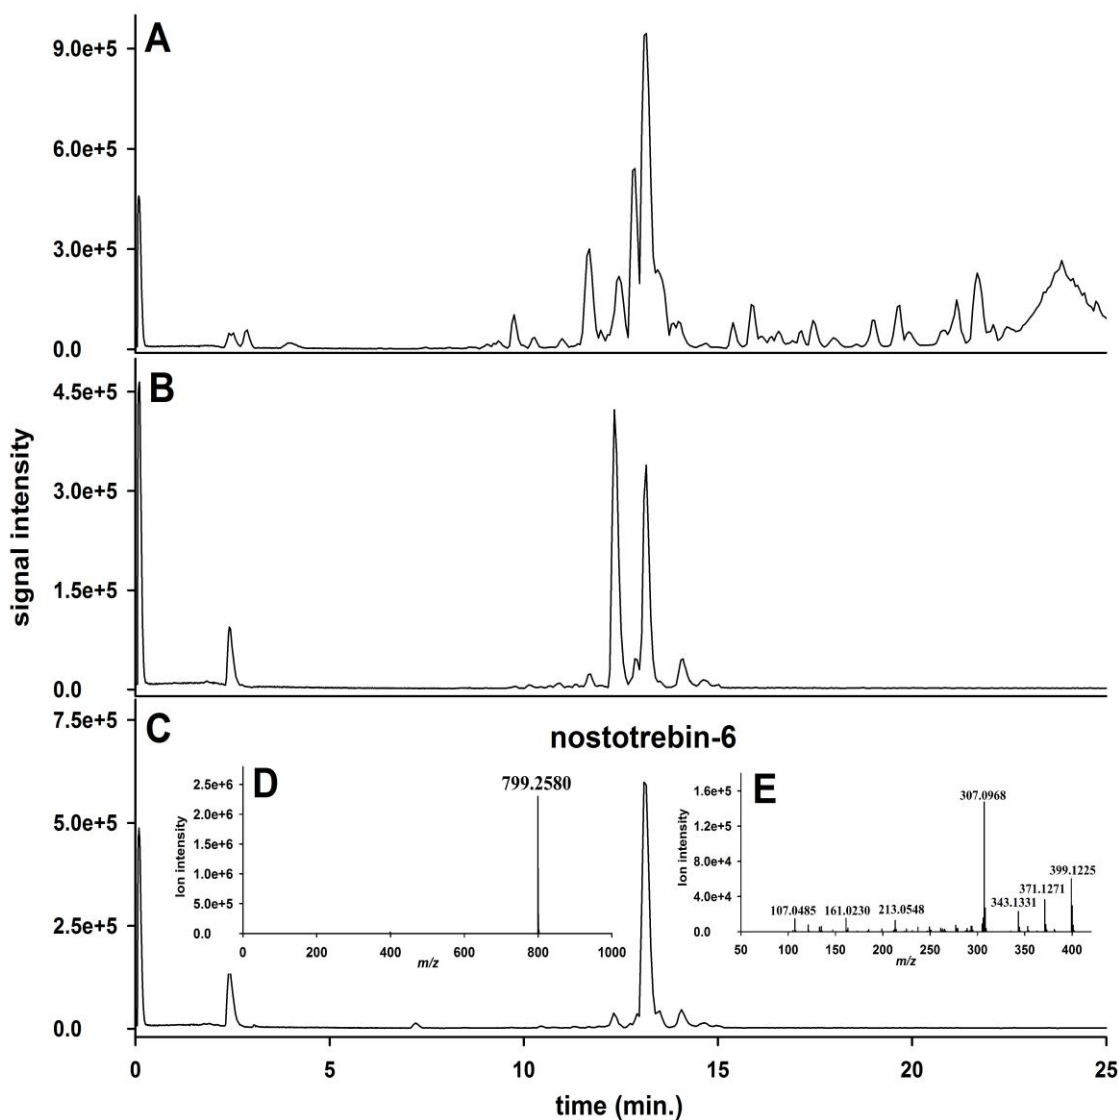 A
9.0e+5
6.0e+5
3.0e+5
0.0
B
4.5e+5
3.0e+5
1.5e+5
0.0
signal intensity
C
7.5e+5
5.0e+5
2.5e+5
0.0
nostotrebin-6
D
799.2580
2.5e+6
2.0e+6
1.5e+6
1.0e+6
5.0e+5
0.0
Ion intensity
0 200 400 600 800 1000
m/z
E
1.6e+5
1.2e+5
8.0e+4
4.0e+4
0.0
Ion intensity
307.0968
399.1225
371.1271
343.1331
107.0485 161.0230 213.0548
50 100 150 200 250 300 350 400
m/z
0 5 10 15 20 25
time (min.)